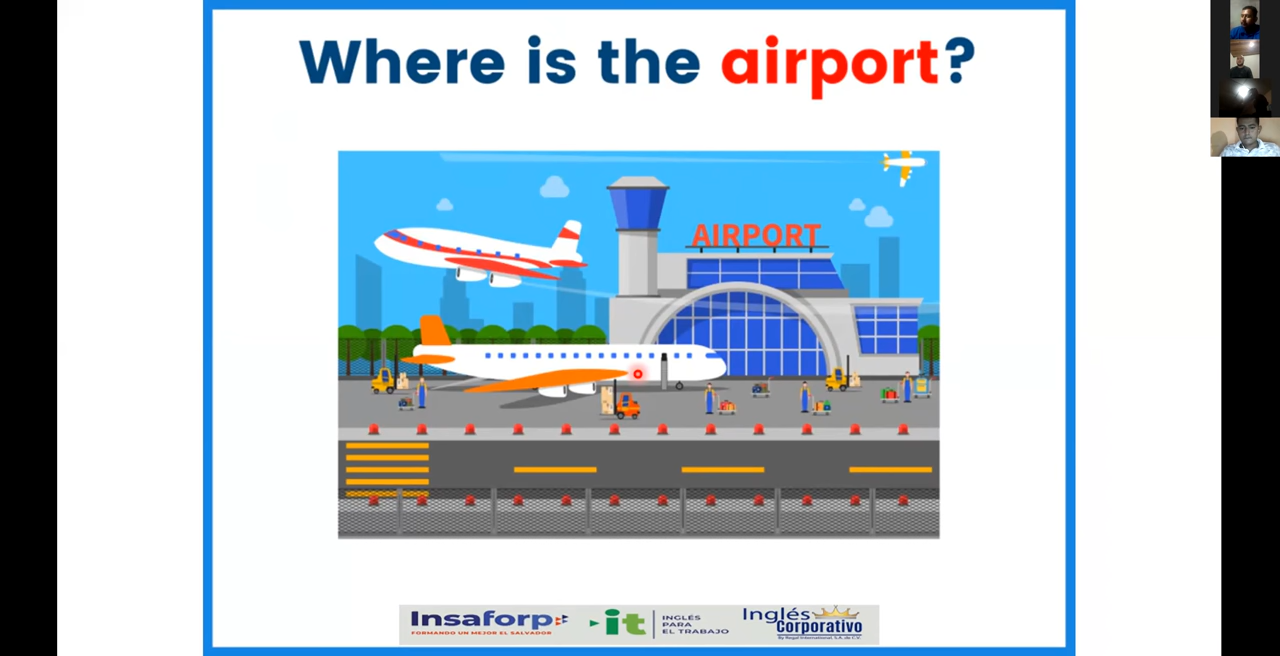 Where is the airport?
AIRPORT
Insaforp
FORMANDO UN MEJOR EL SALVADOR
it
INGLÉS
PARA
EL TRABAJO
Inglés
Corporativo
By Regal International, S.A. de C.V.